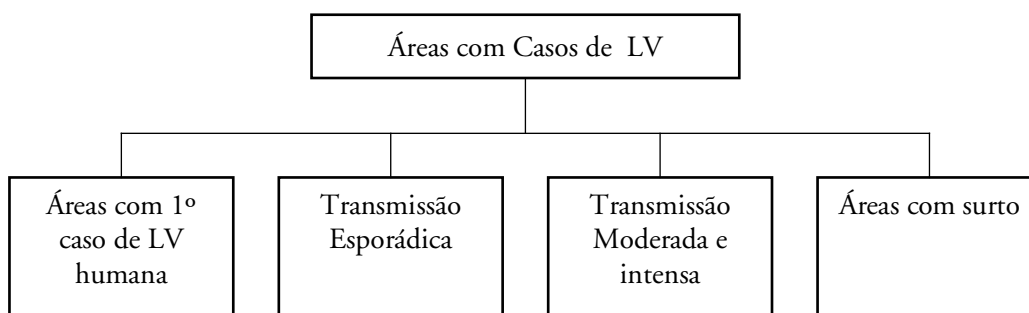 Áreas com Casos de LV
Áreas com 1º
caso de LV
humana
Transmissão
Esporádica
Transmissão
Moderada e
intensa
Áreas com surto